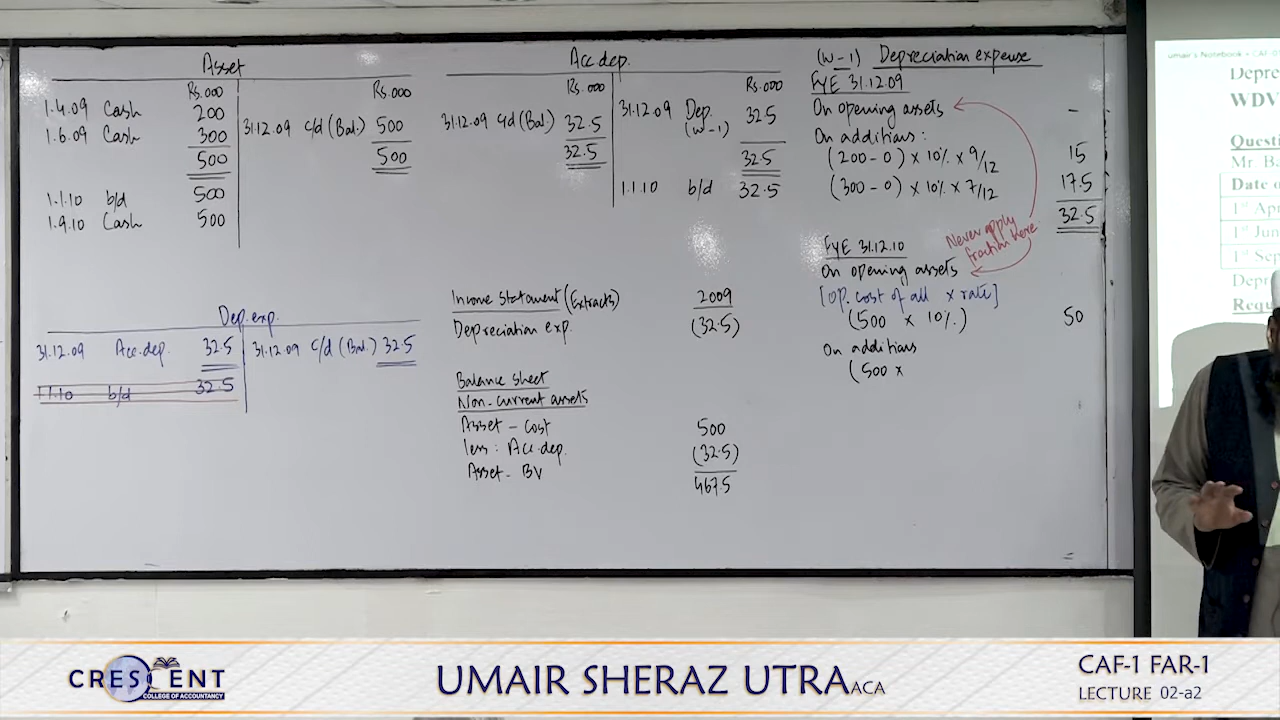 Asset
Rs.000 Rs.000
1.4.09 Cash 200
1.6.09 Cash 300 31.12.09 c/d (Bal.) 500
500 500
1.1.10 b/d 500
1.9.10 Cash 500
Dep. exp.
31.12.09 Acc. dep. 32.5 31.12.09 c/d (Bal.) 32.5
1.1.10 b/d 32.5
Acc dep.
Rs.000 Rs.000
31.12.09 c/d (Bal.) 32.5 31.12.09 Dep. (W-1) 32.5
32.5 32.5
1.1.10 b/d 32.5
Income Statement (Extracts) 2009
Depreciation exp. (32.5)
Balance sheet
Non-current assets
Asset - Cost 500
less: Acc. dep. (32.5)
Asset - BV 467.5
(W-1) Depreciation expense
FYE 31.12.09
On opening assets -
On additions:
(200-0) x 10% x 9/12 15
(300-0) x 10% x 7/12 17.5
32.5
Never apply
fraction here
FYE 31.12.10
On opening assets
[Op. cost of all x rate]
(500 x 10%) 50
On additions
(500 x
umair's Notebook • CAF-0
Depre
WDV
Questi
Mr. Ba
Date o
1st Apr
1st Jun
1st Sep
Depre
Requ
CRESCENT
COLLEGE OF ACCOUNTANCY
UMAIR SHERAZ UTRA ACA
CAF-1 FAR-1
LECTURE 02-a2